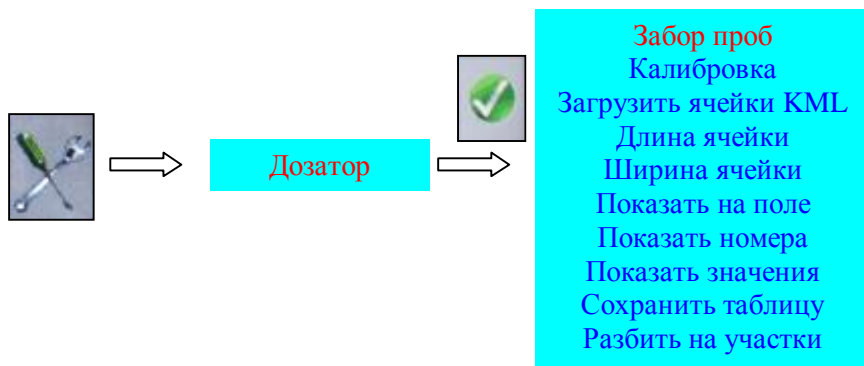 Дозатор
Забор проб
Калибровка
Загрузить ячейки KML
Длина ячейки
Ширина ячейки
Показать на поле
Показать номера
Показать значения
Сохранить таблицу
Разбить на участки